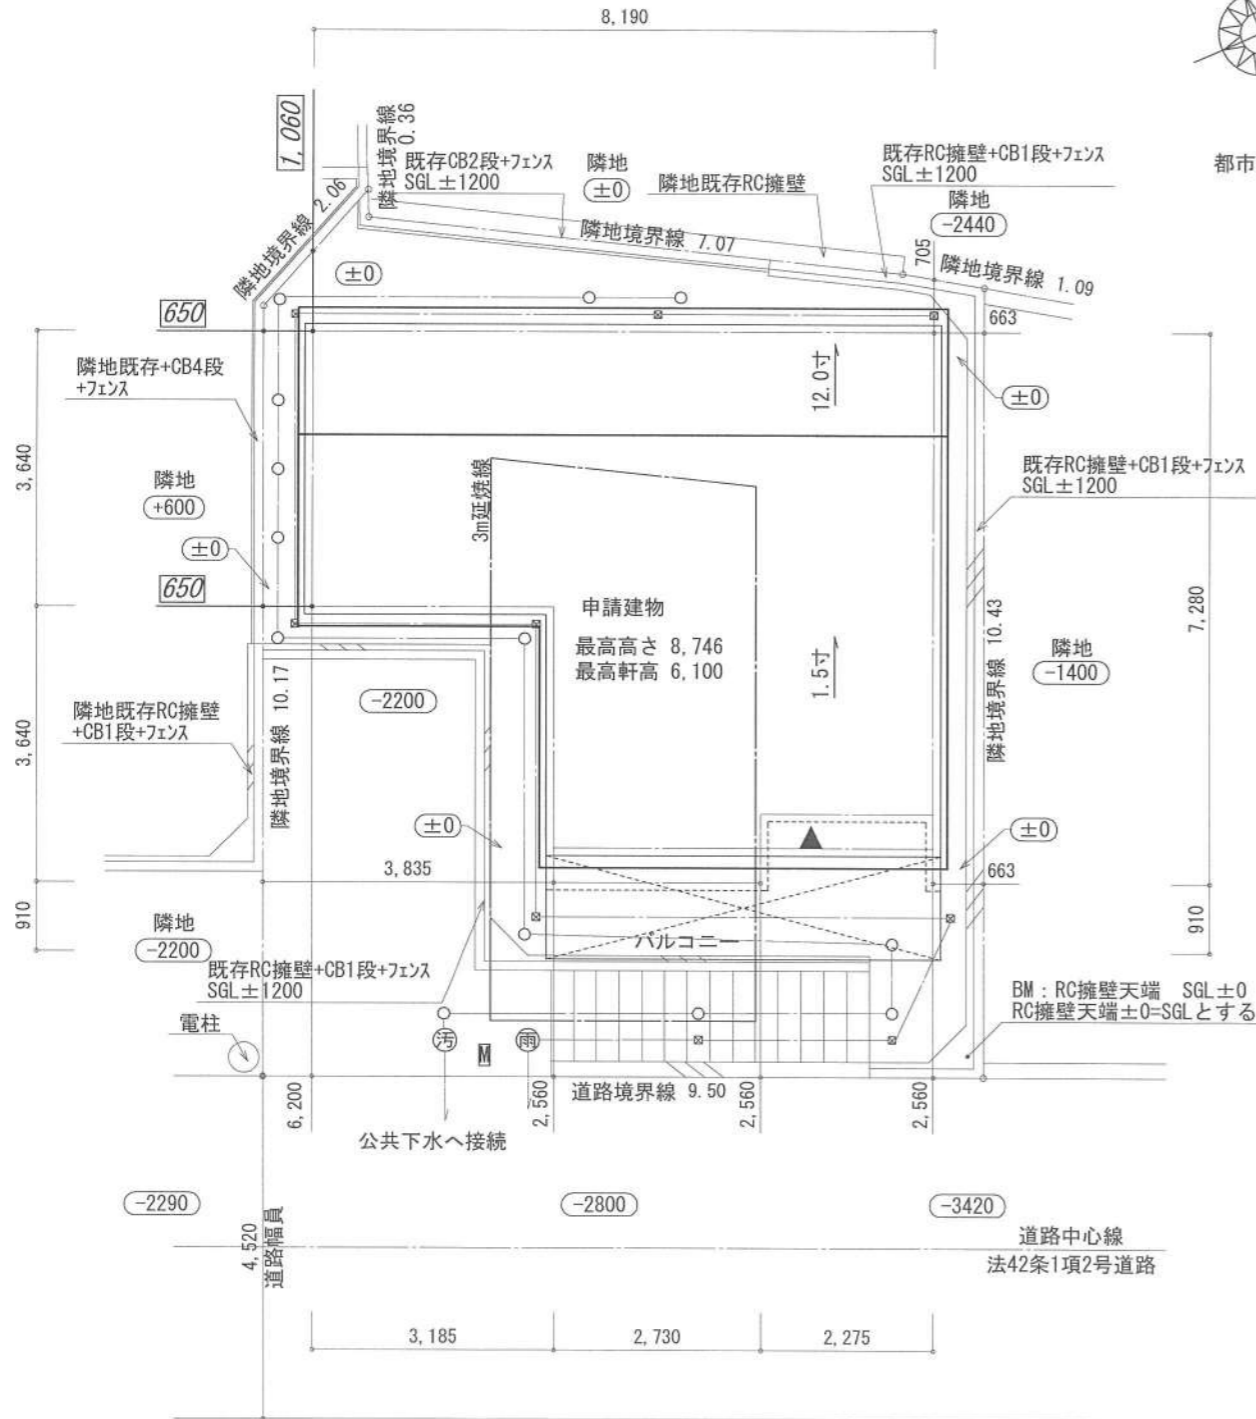 8,190
1,060
隣地境界線 0.36
既存CB2段+フェンス
SGL±1200
隣地
±0
隣地既存RC擁壁
既存RC擁壁+CB1段+フェンス
SGL±1200
隣地
-2440
都市
隣地境界線 2.06
隣地境界線 7.07
705
隣地境界線 1.09
±0
650
663
隣地既存+CB4段
+フェンス
12.0寸
±0
3,640
隣地
+600
3m延焼線
既存RC擁壁+CB1段+フェンス
SGL±1200
±0
650
申請建物
最高高さ 8,746
最高軒高 6,100
1.5寸
隣地境界線 10.43
7,280
隣地
-1400
-2200
隣地既存RC擁壁
+CB1段+フェンス
3,640
隣地境界線 10.17
±0
±0
3,835
663
910
910
隣地
-2200
バルコニー
既存RC擁壁+CB1段+フェンス
SGL±1200
BM:RC擁壁天端 SGL±0
RC擁壁天端±0=SGLとする
電柱
汚
M
雨
道路境界線 9.50
6,200
2,560
2,560
2,560
公共下水へ接続
-2290
-2800
-3420
4,520
道路幅員
道路中心線
法42条1項2号道路
3,185
2,730
2,275